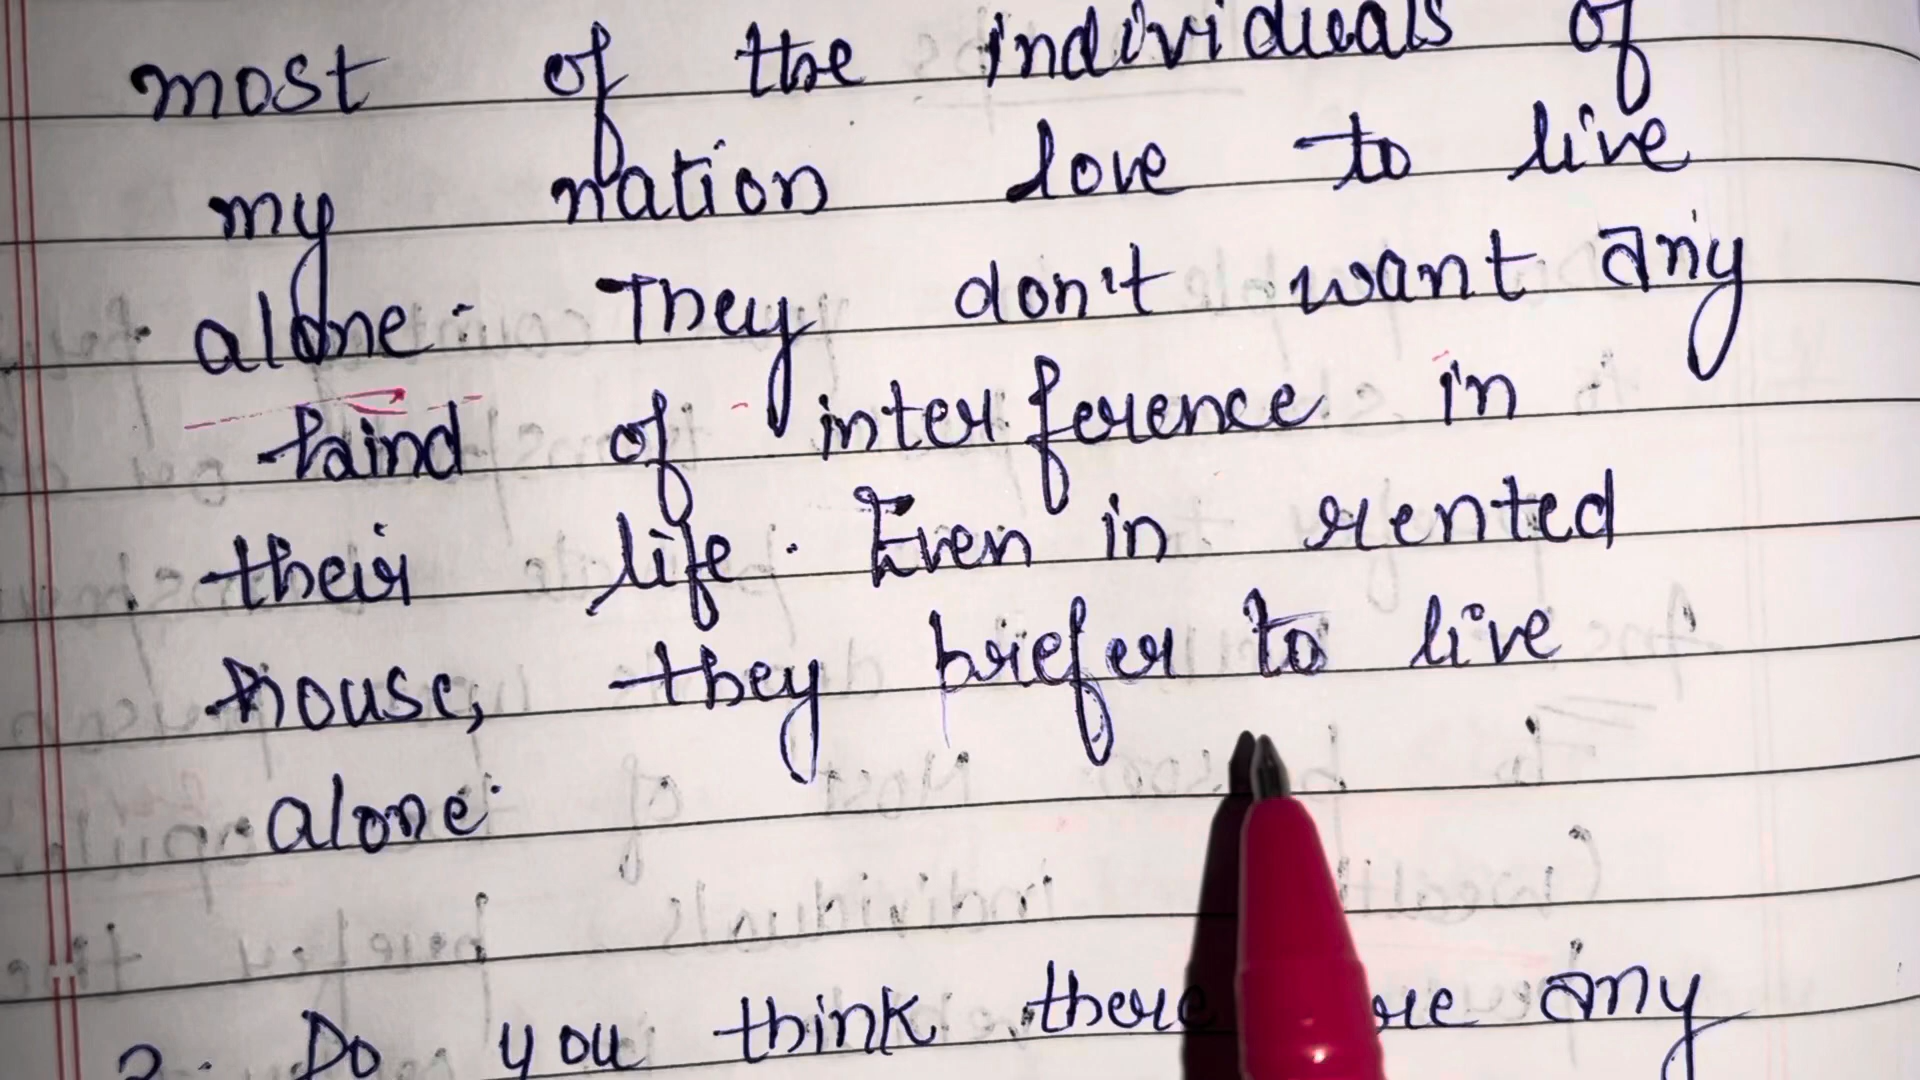 most of the individuals of
my nation love to live
alone. They don't want any
kind of interference in
their life. Even in rented
house, they prefer to live
alone.
2. Do you think there are any